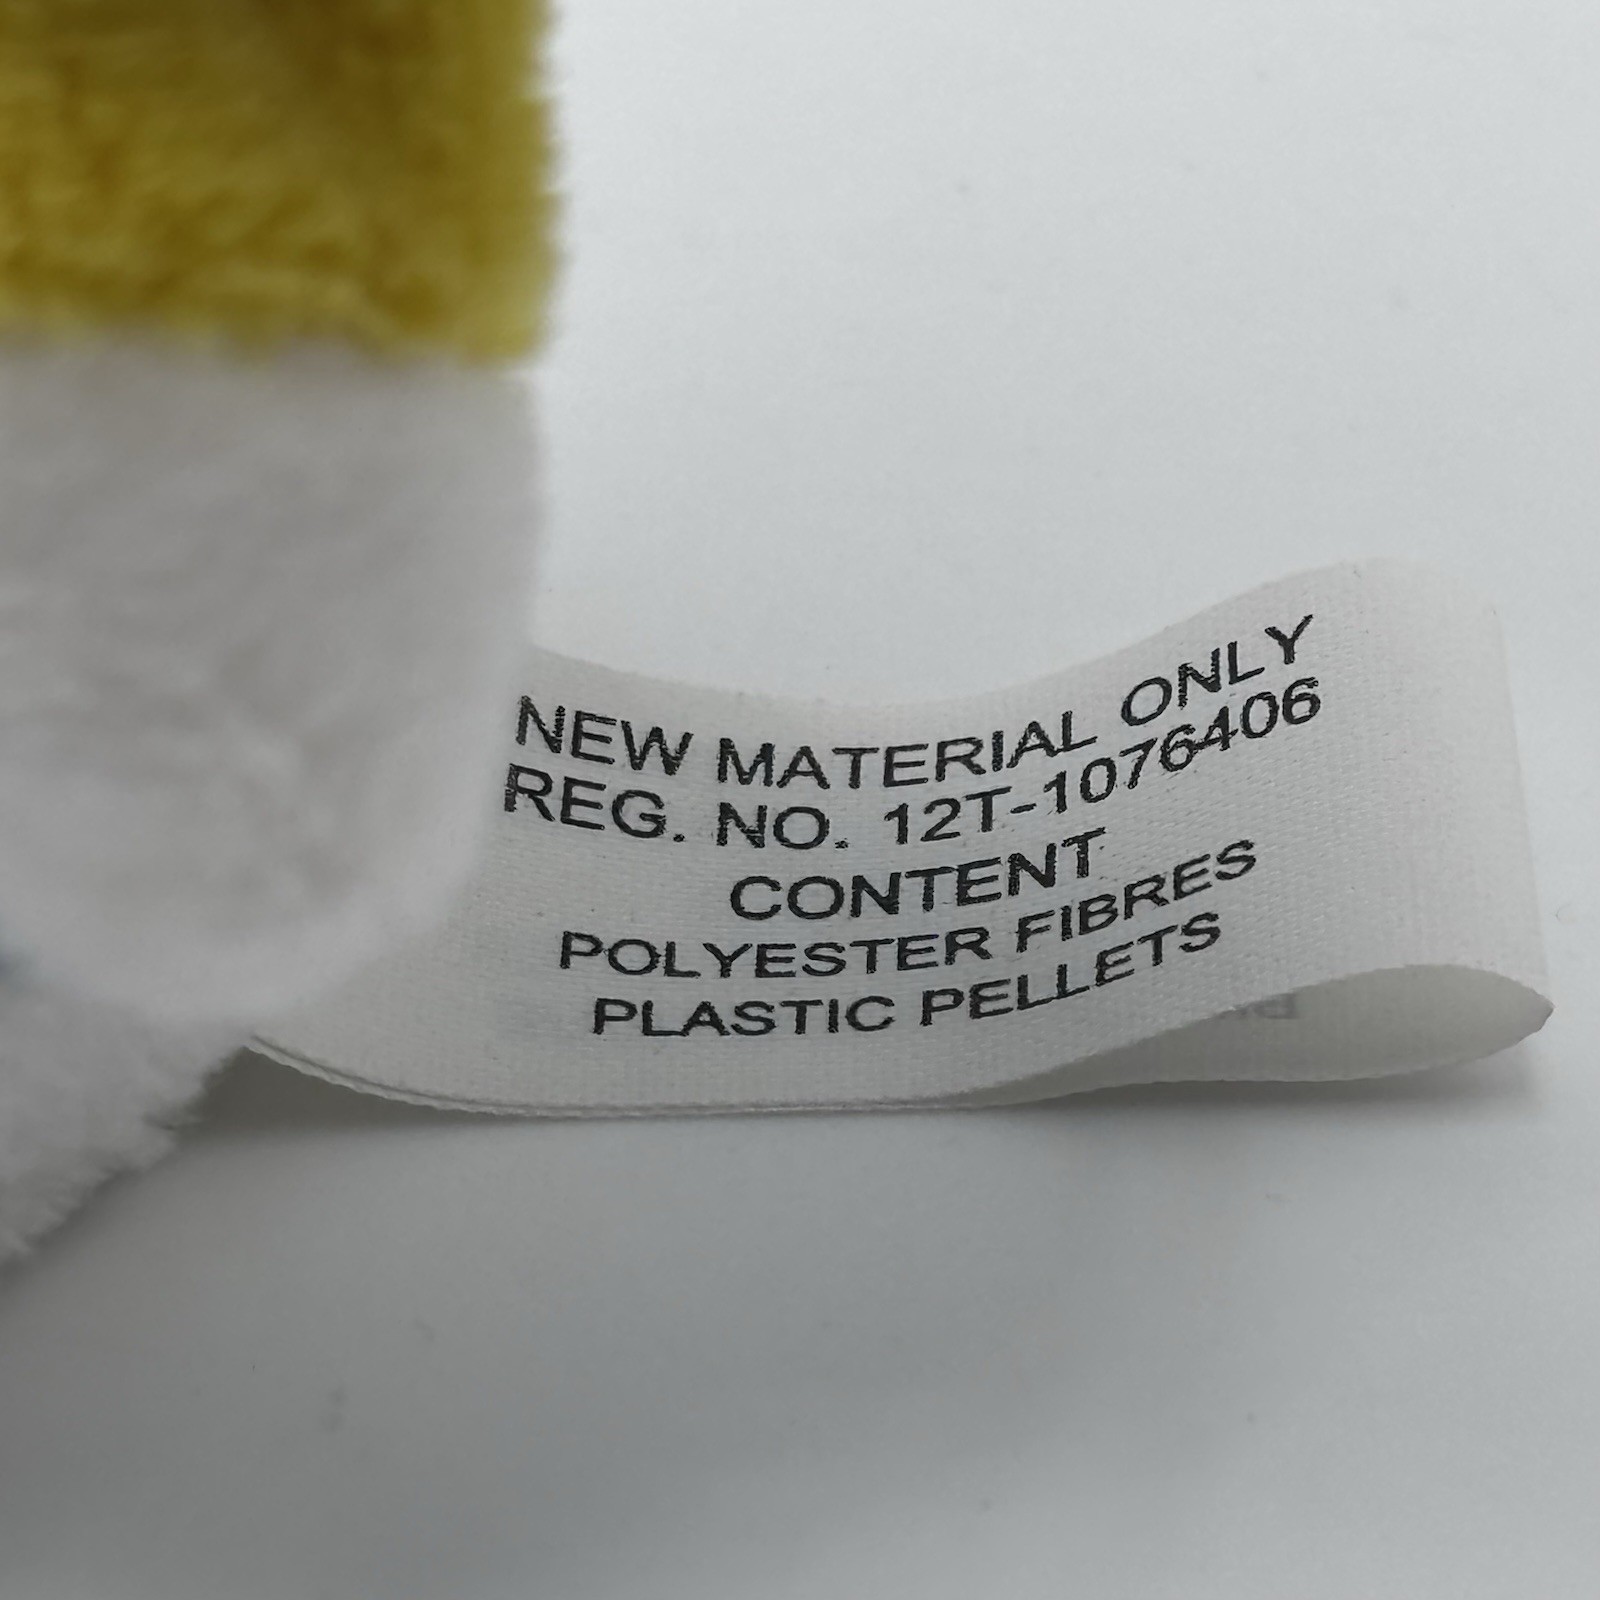 NEW MATERIAL ONLY
REG. NO. 12T-1076406
CONTENT
POLYESTER FIBRES
PLASTIC PELLETS